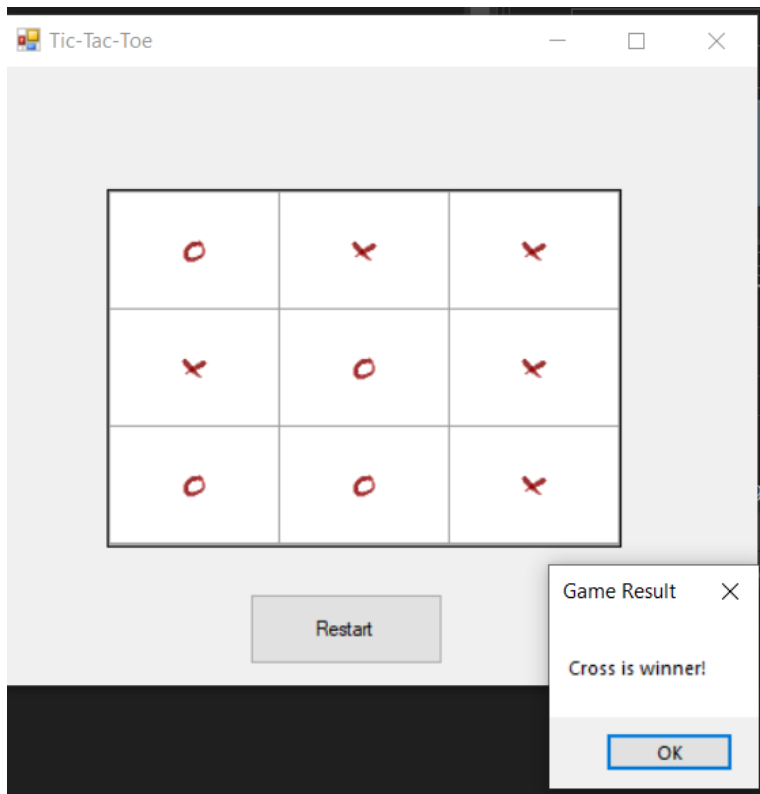 Tic-Tac-Toe
O X X
X O X
O O X
Restart
Game Result
Cross is winner!
OK